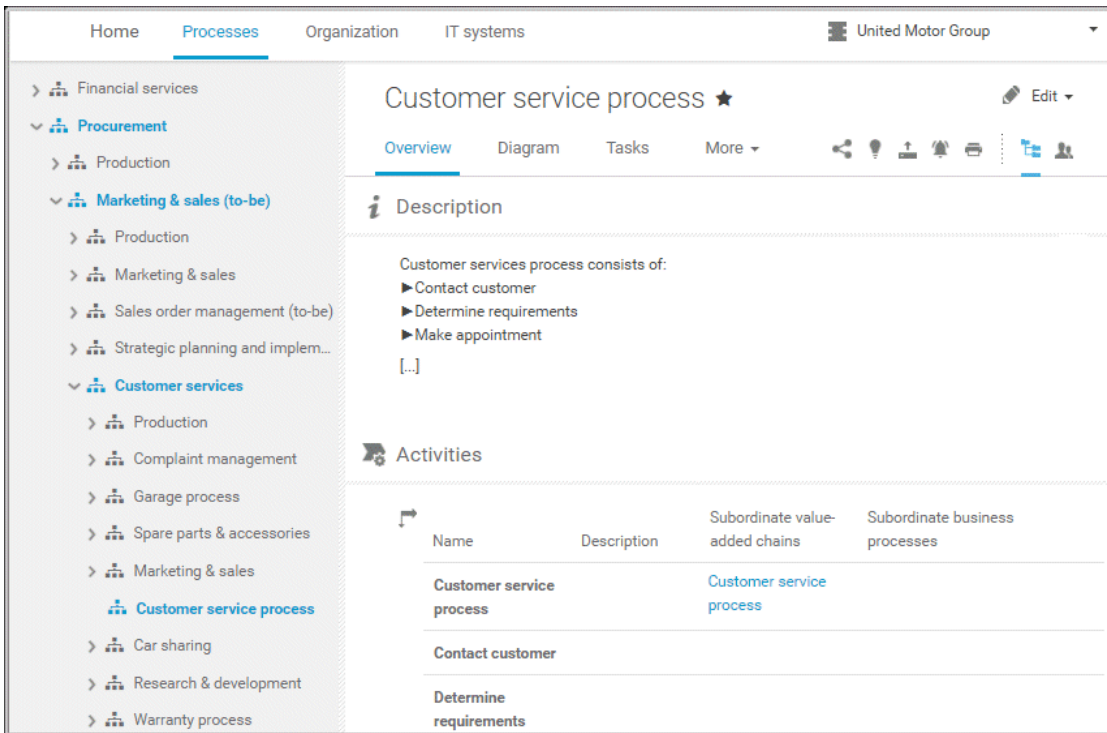 Home Processes Organization IT systems United Motor Group
Financial services
Procurement
Production
Marketing & sales (to-be)
Production
Marketing & sales
Sales order management (to-be)
Strategic planning and implem...
Customer services
Production
Complaint management
Garage process
Spare parts & accessories
Marketing & sales
Customer service process
Car sharing
Research & development
Warranty process
Customer service process ★ Edit
Overview Diagram Tasks More
Description
Customer services process consists of:
►Contact customer
►Determine requirements
►Make appointment
[...]
Activities
Name Description Subordinate value-added chains Subordinate business processes
Customer service process Customer service process
Contact customer
Determine requirements